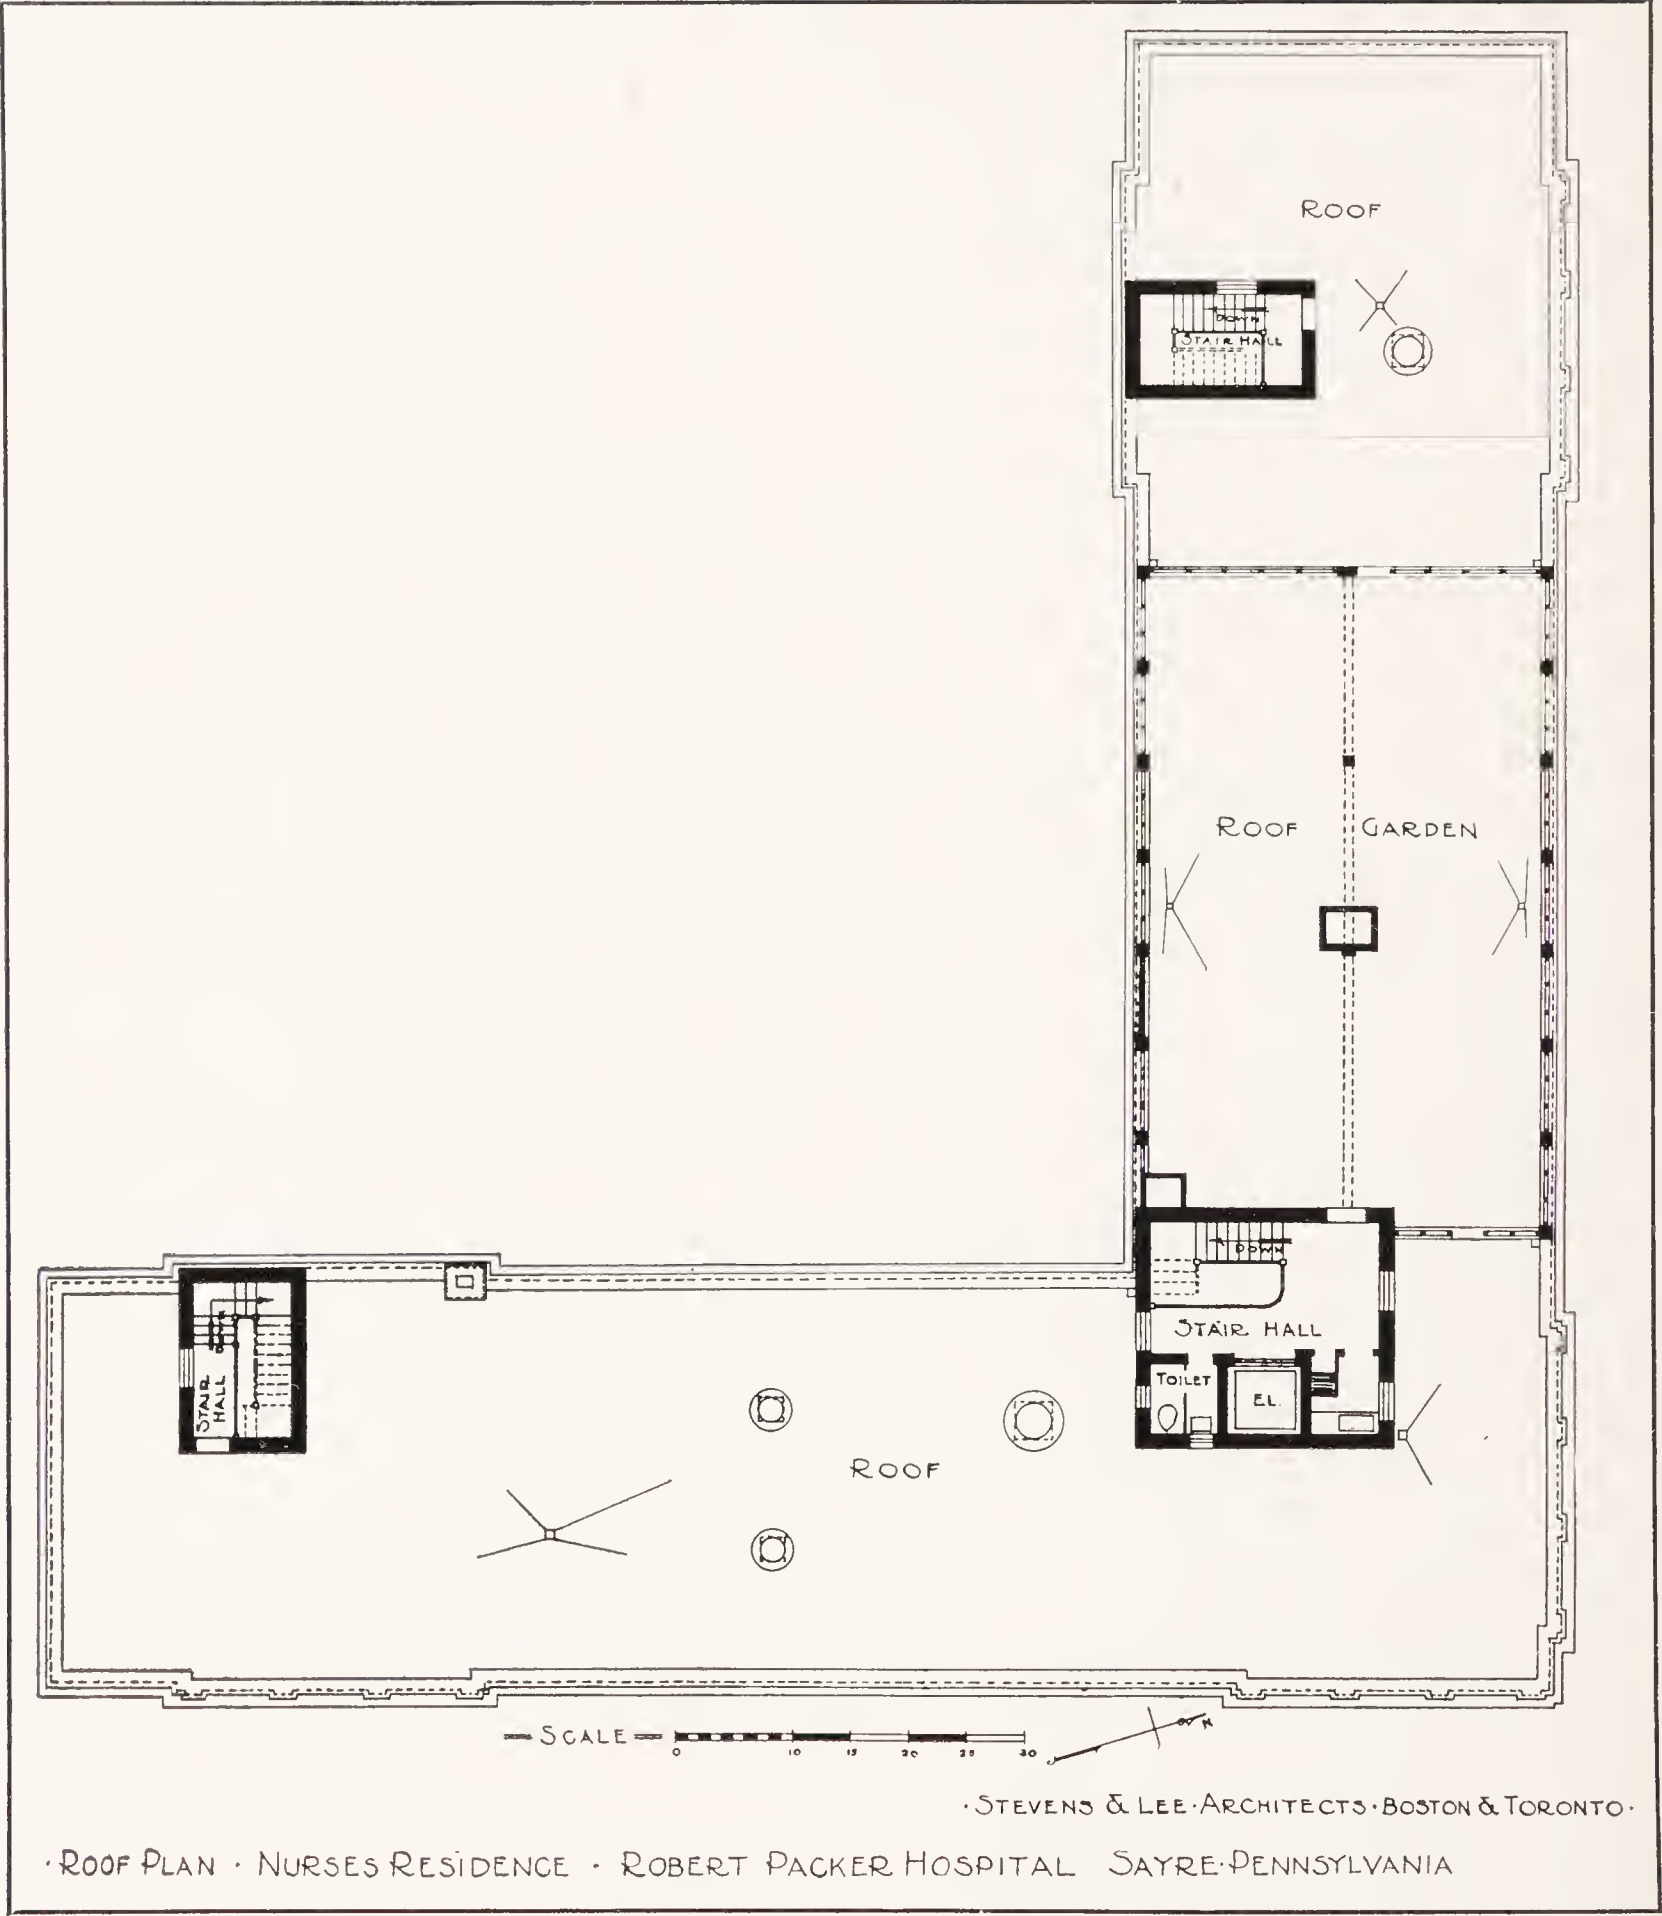 ROOF
DOWN
STAIR HALL
ROOF GARDEN
DOWN
STAIR HALL
TOILET
EL.
STAIR
HALL
ROOF
SCALE
0 10 15 20 25 30
N
·STEVENS & LEE·ARCHITECTS·BOSTON & TORONTO·
·ROOF PLAN · NURSES RESIDENCE · ROBERT PACKER HOSPITAL SAYRE·PENNSYLVANIA